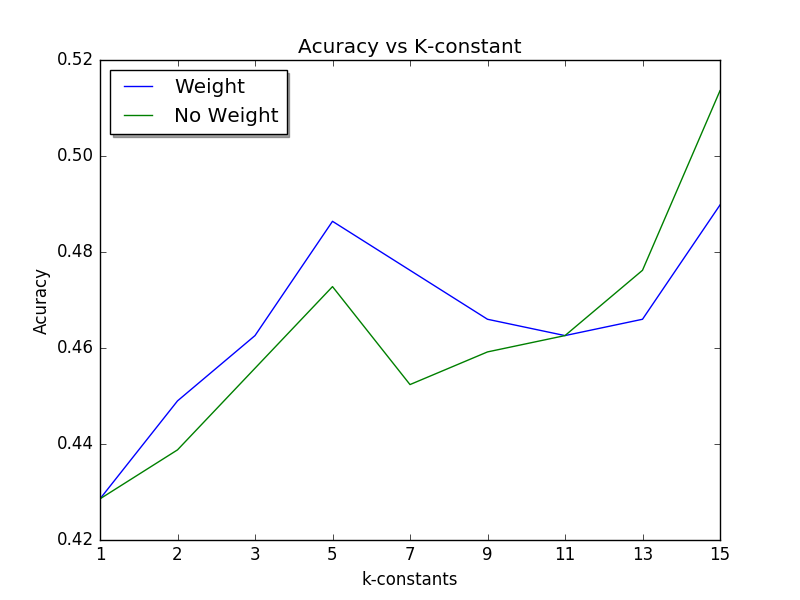 Acuracy vs K-constant
Weight
No Weight
0.52
0.50
0.48
0.46
0.44
0.42
Acuracy
1 2 3 5 7 9 11 13 15
k-constants